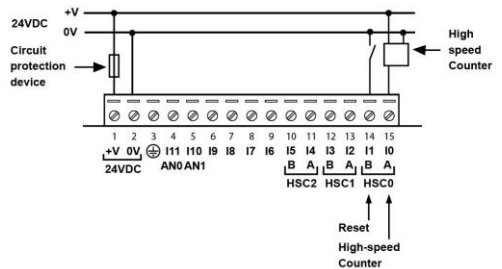 +V
24VDC
0V
Circuit
protection
device
High
speed
Counter
1 2 3 4 5 6 7 8 9 10 11 12 13 14 15
+V 0V I11 I10 I9 I8 I7 I6 I5 I4 I3 I2 I1 I0
AN0 AN1 B A B A B A
24VDC HSC2 HSC1 HSC0
Reset
High-speed
Counter